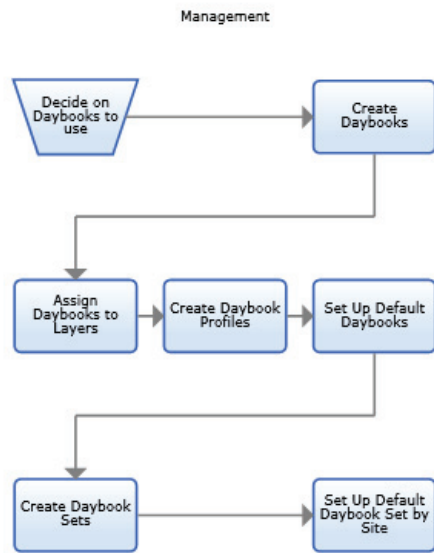 Management
Decide on
Daybooks to
use
Create
Daybooks
Assign
Daybooks to
Layers
Create Daybook
Profiles
Set Up Default
Daybooks
Create Daybook
Sets
Set Up Default
Daybook Set by
Site